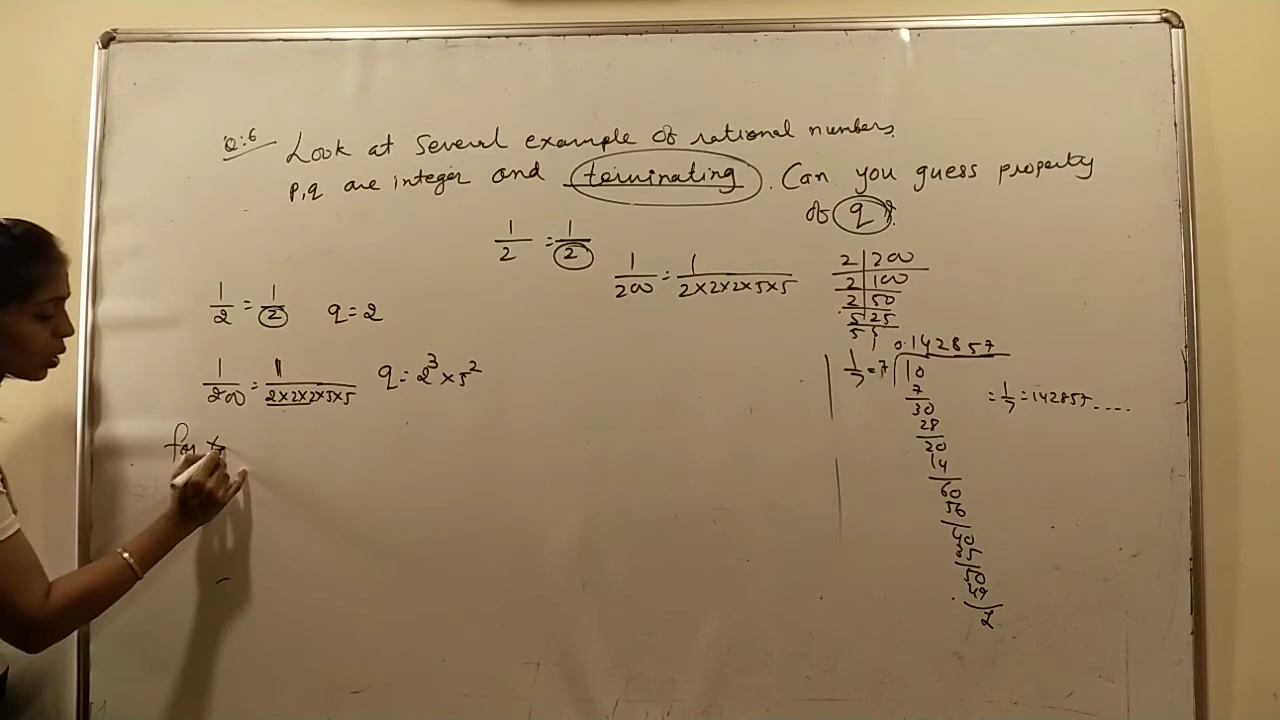 Q:6 Look at several example of rational numbers.
p,q are integer and terminating. Can you guess property
of q?
1/2 = 1/2
1/200 = 1/2×2×2×5×5
2 | 200
2 | 100
2 | 50
5 | 25
5 | 5
1
1/2 = 1/2 q=2
1/200 = 1/2×2×2×5×5 q=2³×5²
for
1/7 = 7 10 0.142857
7
30
28
20
14
60
56
40
35
50
49
1
= 1/7 = 142857....